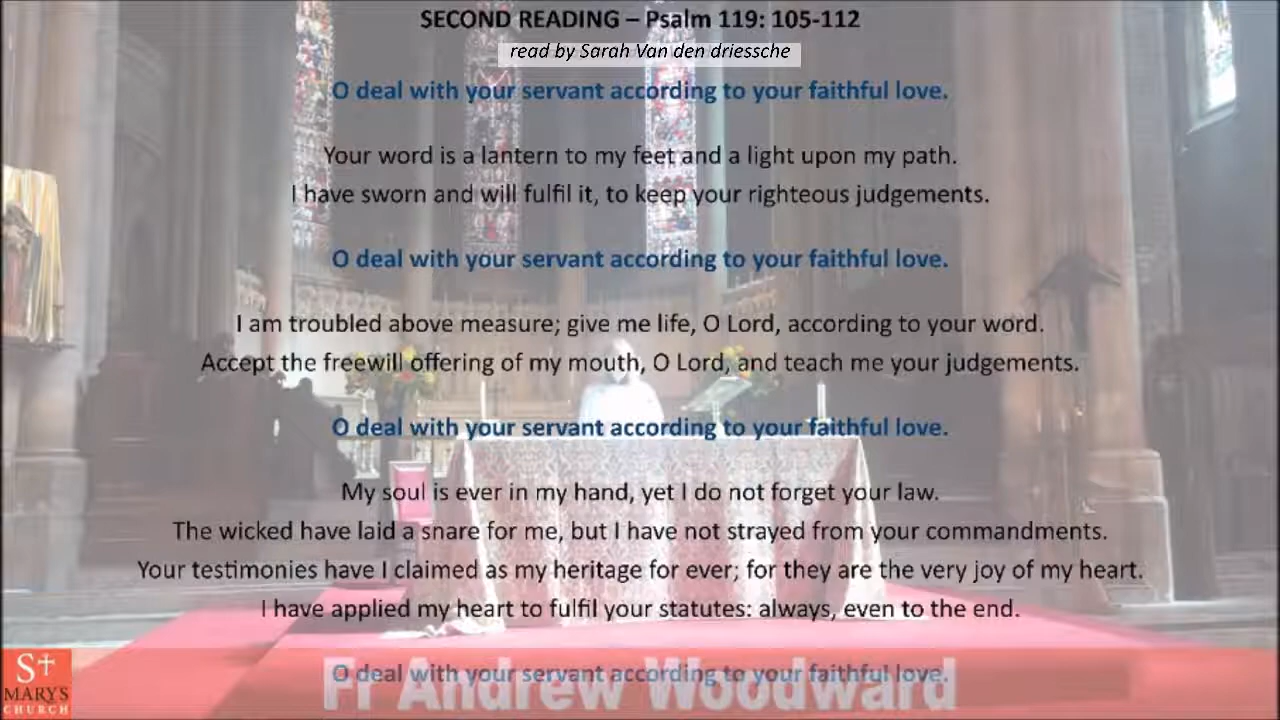 SECOND READING – Psalm 119: 105-112
read by Sarah Van den driessche
O deal with your servant according to your faithful love.
Your word is a lantern to my feet and a light upon my path.
I have sworn and will fulfil it, to keep your righteous judgements.
O deal with your servant according to your faithful love.
I am troubled above measure; give me life, O Lord, according to your word.
Accept the freewill offering of my mouth, O Lord, and teach me your judgements.
O deal with your servant according to your faithful love.
My soul is ever in my hand, yet I do not forget your law.
The wicked have laid a snare for me, but I have not strayed from your commandments.
Your testimonies have I claimed as my heritage for ever; for they are the very joy of my heart.
I have applied my heart to fulfil your statutes: always, even to the end.
O deal with your servant according to your faithful love.
Fr Andrew Woodward
St
MARYS
CHURCH